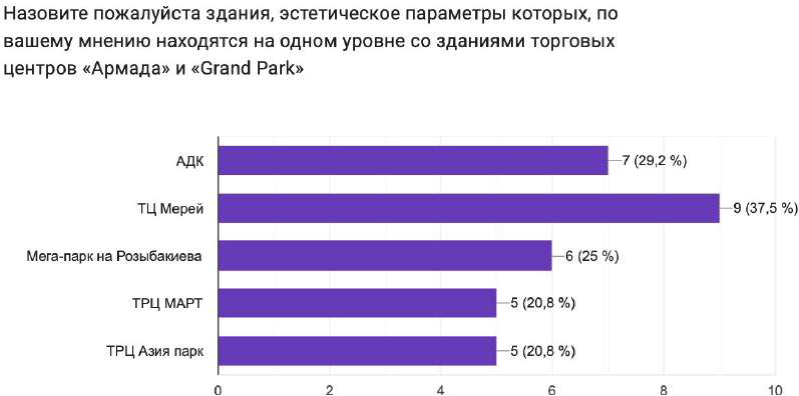 Назовите пожалуйста здания, эстетическое параметры которых, по
вашему мнению находятся на одном уровне со зданиями торговых
центров «Армада» и «Grand Park»
АДК
7 (29,2 %)
ТЦ Мерей
9 (37,5 %)
Мега-парк на Розыбакиева
6 (25 %)
ТРЦ МАРТ
5 (20,8 %)
ТРЦ Азия парк
5 (20,8 %)
0 2 4 6 8 10